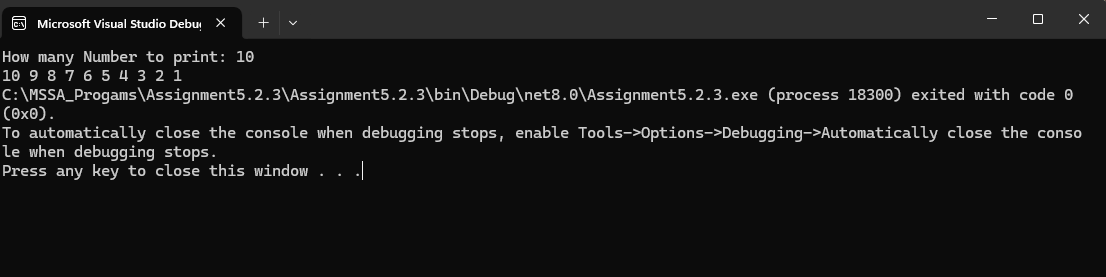 Microsoft Visual Studio Debu
How many Number to print: 10
10 9 8 7 6 5 4 3 2 1
C:\MSSA_Progams\Assignment5.2.3\Assignment5.2.3\bin\Debug\net8.0\Assignment5.2.3.exe (process 18300) exited with code 0
(0x0).
To automatically close the console when debugging stops, enable Tools->Options->Debugging->Automatically close the conso
le when debugging stops.
Press any key to close this window . . .